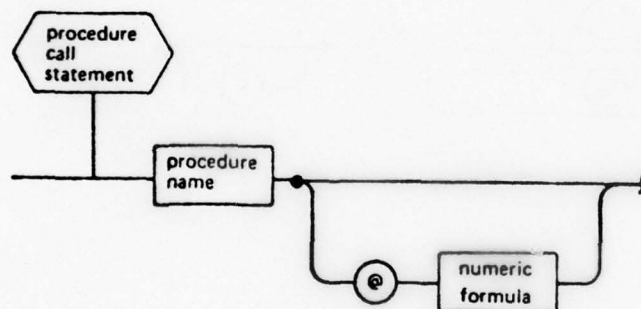 procedure
call
statement
procedure
name
@
numeric
formula